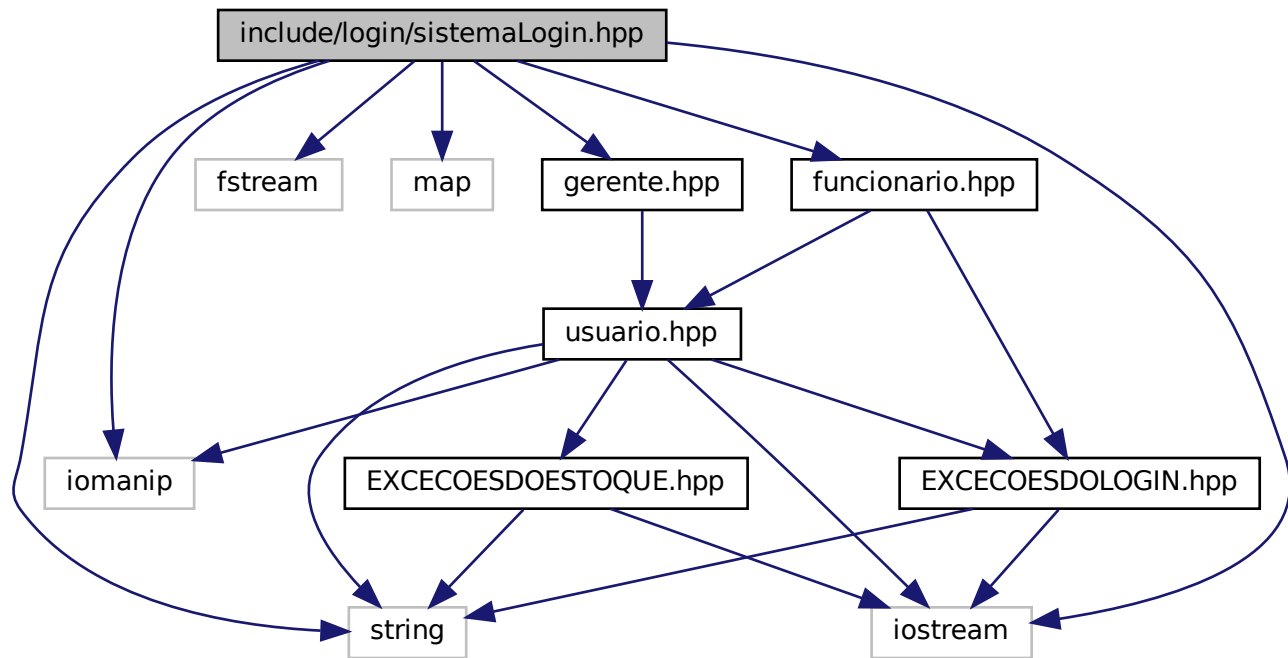 include/login/sistemaLogin.hpp
fstream
map
gerente.hpp
funcionario.hpp
usuario.hpp
iomanip
EXCECOESDOESTOQUE.hpp
EXCECOESDOLOGIN.hpp
string
iostream